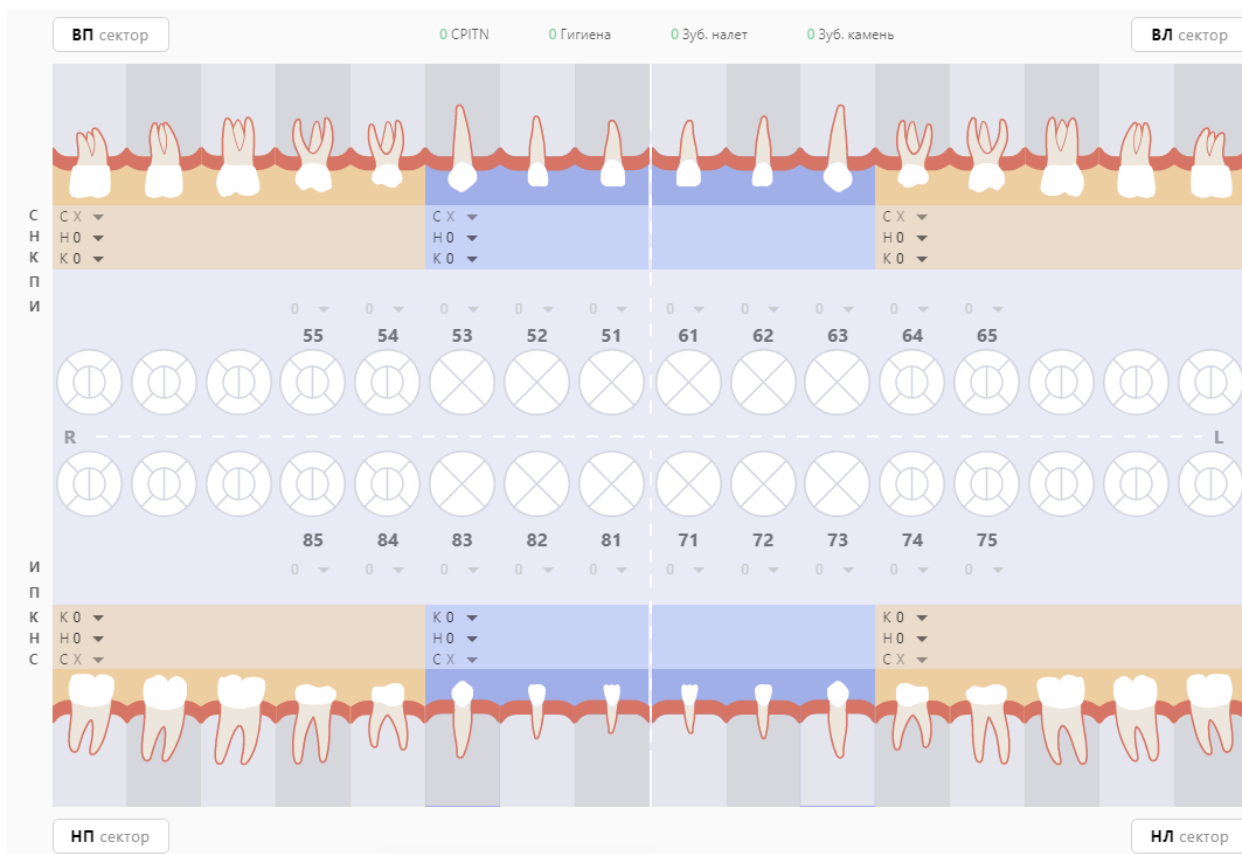 ВП сектор 0 CPITN 0 Гигиена 0 Зуб. налет 0 Зуб. камень ВЛ сектор
С С X С X С X
Н Н 0 Н 0 Н 0
К К 0 К 0 К 0
П
И 0 0 0 0 0 0 0 0 0 0
55 54 53 52 51 61 62 63 64 65
R L
85 84 83 82 81 71 72 73 74 75
И 0 0 0 0 0 0 0 0 0 0
П
К К 0 К 0 К 0
Н Н 0 Н 0 Н 0
С С X С X С X
НП сектор НЛ сектор